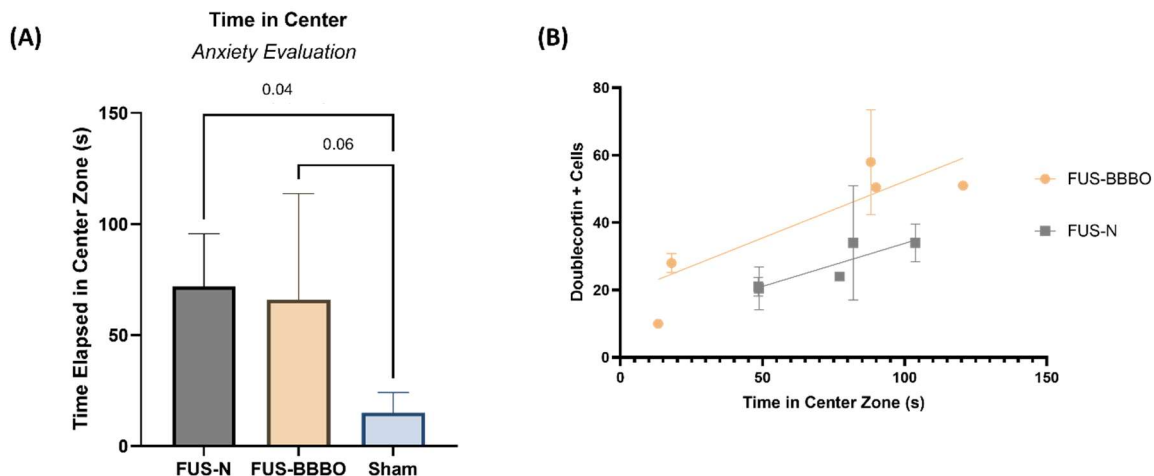 (A)
Time in Center
Anxiety Evaluation
0.04
0.06
150
100
50
0
Time Elapsed in Center Zone (s)
FUS-N FUS-BBBO Sham
(B)
80
60
40
20
0
Doublecortin + Cells
0 50 100 150
Time in Center Zone (s)
FUS-BBBO
FUS-N